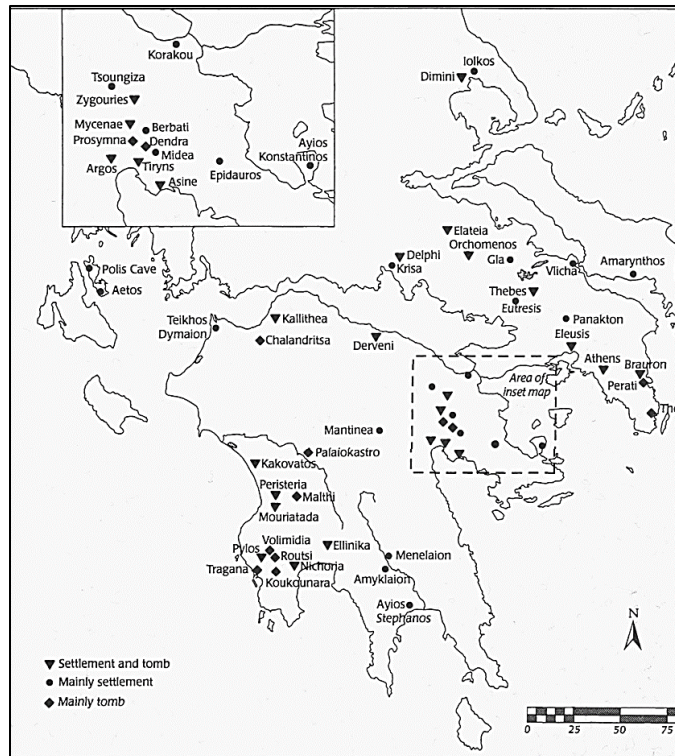 Korakou
Tsoungiza
Zygouries
Mycenae
Berbati
Prosymna
Dendra
Midea
Ayios
Konstantinos
Argos
Tiryns
Epidauros
Asine
Iolkos
Dimini
Elateia
Orchomenos
Delphi
Krisa
Gla
Vlicha
Amarynthos
Polis Cave
Aetos
Thebes
Eutresis
Teikhos
Dymaion
Kallithea
Chalandritsa
Derveni
Panakton
Eleusis
Athens
Brauron
Perati
Area of
Inset map
Mantinea
Palaiokastro
Kakovatos
Peristeria
Malthi
Mouriatada
Volimidia
Pylos
Routsi
Ellinika
Nichoria
Tragana
Koukounara
Menelaion
Amyklaion
Ayios
Stephanos
N
Settlement and tomb
Mainly settlement
Mainly tomb
0 25 50 75